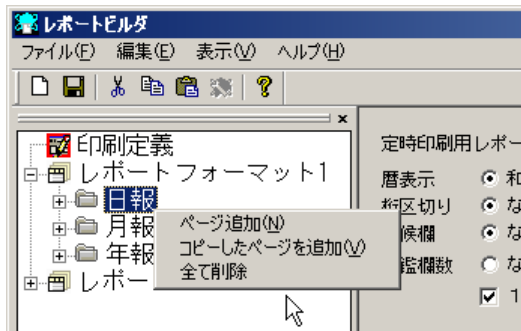 レポートビルダ
ファイル(F) 編集(E) 表示(V) ヘルプ(H)
印刷定義
レポートフォーマット1
日報
月報
年報
レポー
ページ追加(N)
コピーしたページを追加(V)
全て削除
定時印刷用レポー
暦表示 和
桁区切り な
候欄 な
鑑欄数 な
1